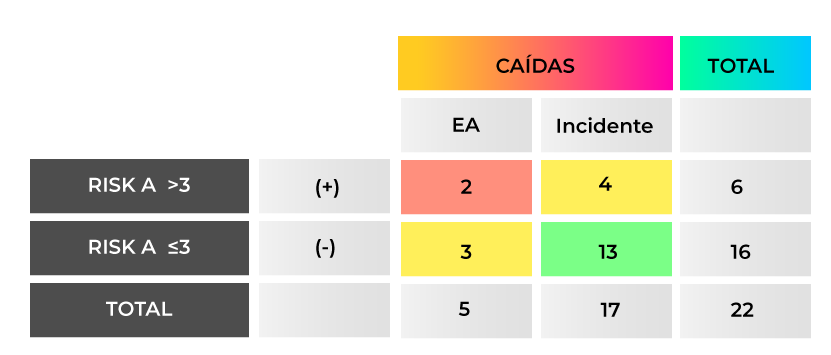 CAÍDAS TOTAL
EA Incidente
RISK A >3 (+) 2 4 6
RISK A ≤3 (-) 3 13 16
TOTAL 5 17 22